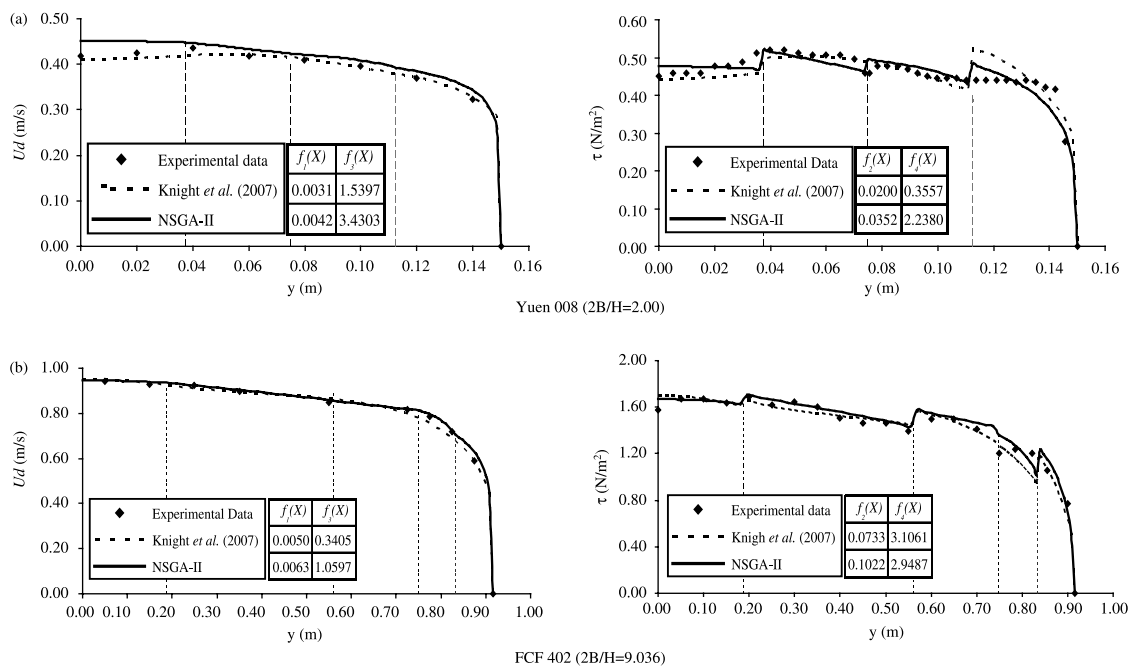 (a)
0.50
0.40
0.30
0.20
0.10
0.00
Ud (m/s)
Experimental data
Knight et al. (2007)
NSGA-II
f1(X) f3(X)
0.0031 1.5397
0.0042 3.4303
0.00 0.02 0.04 0.06 0.08 0.10 0.12 0.14 0.16
y (m)
0.60
0.50
0.40
0.30
0.20
0.10
0.00
τ (N/m²)
Experimental Data
Knight et al. (2007)
NSGA-II
f2(X) f4(X)
0.0200 0.3557
0.0352 2.2380
0.00 0.02 0.04 0.06 0.08 0.10 0.12 0.14 0.16
y (m)
Yuen 008 (2B/H=2.00)
(b)
1.00
0.80
0.60
0.40
0.20
0.00
Ud (m/s)
Experimental Data
Knight et al. (2007)
NSGA-II
f1(X) f3(X)
0.0050 0.3405
0.0063 1.0597
0.00 0.10 0.20 0.30 0.40 0.50 0.60 0.70 0.80 0.90 1.00
y (m)
2.00
1.60
1.20
0.80
0.40
0.00
τ (N/m²)
Experimental data
Knigh et al. (2007)
NSGA-II
f2(X) f4(X)
0.0733 3.1061
0.1022 2.9487
0.00 0.10 0.20 0.30 0.40 0.50 0.60 0.70 0.80 0.90 1.00
y (m)
FCF 402 (2B/H=9.036)